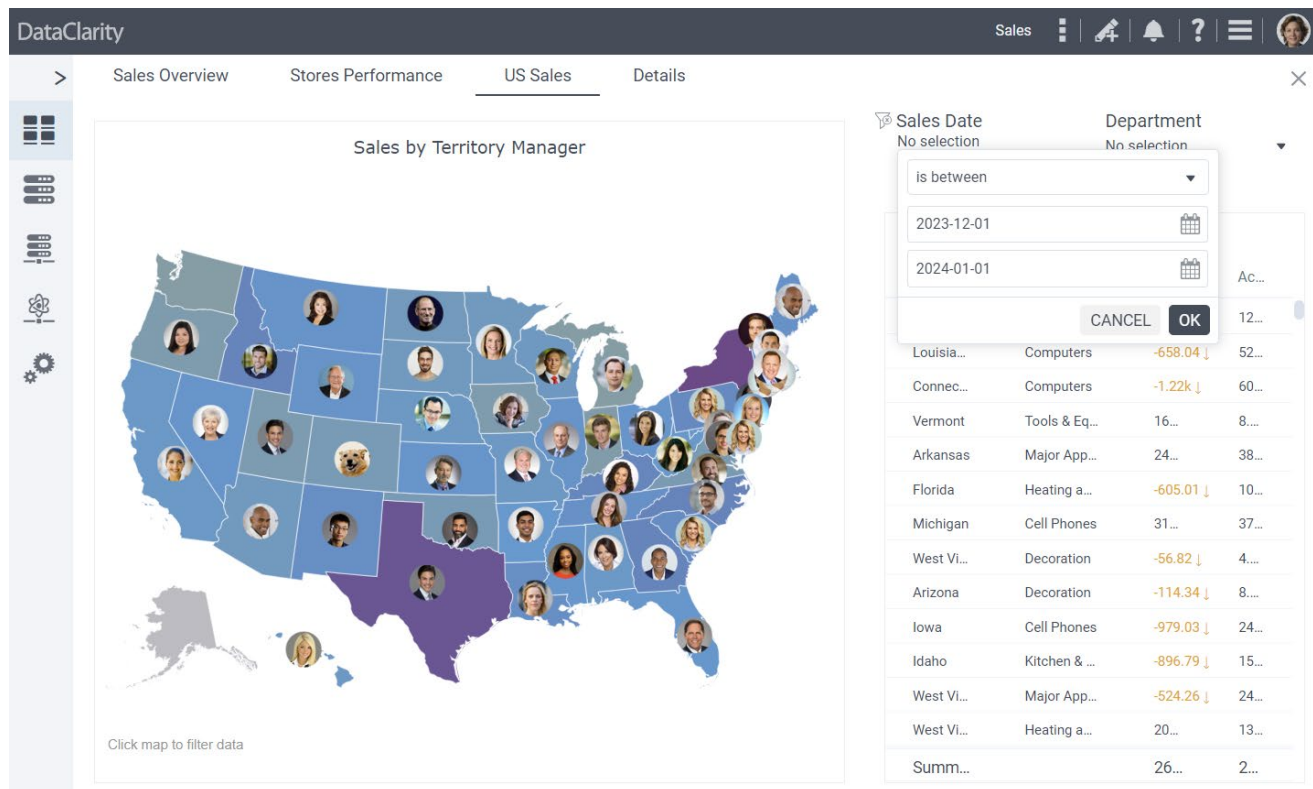 DataClarity
Sales
?
Sales Overview
Stores Performance
US Sales
Details
Sales by Territory Manager
Click map to filter data
Sales Date
No selection
Department
No selection
is between
2023-12-01
2024-01-01
CANCEL
OK
Ac...
12...
Louisia... Computers -658.04 ↓ 52...
Connec... Computers -1.22k ↓ 60...
Vermont Tools & Eq... 16... 8....
Arkansas Major App... 24... 38...
Florida Heating a... -605.01 ↓ 10...
Michigan Cell Phones 31... 37...
West Vi... Decoration -56.82 ↓ 4....
Arizona Decoration -114.34 ↓ 8....
Iowa Cell Phones -979.03 ↓ 24...
Idaho Kitchen & ... -896.79 ↓ 15...
West Vi... Major App... -524.26 ↓ 24...
West Vi... Heating a... 20... 13...
Summ... 26... 2...